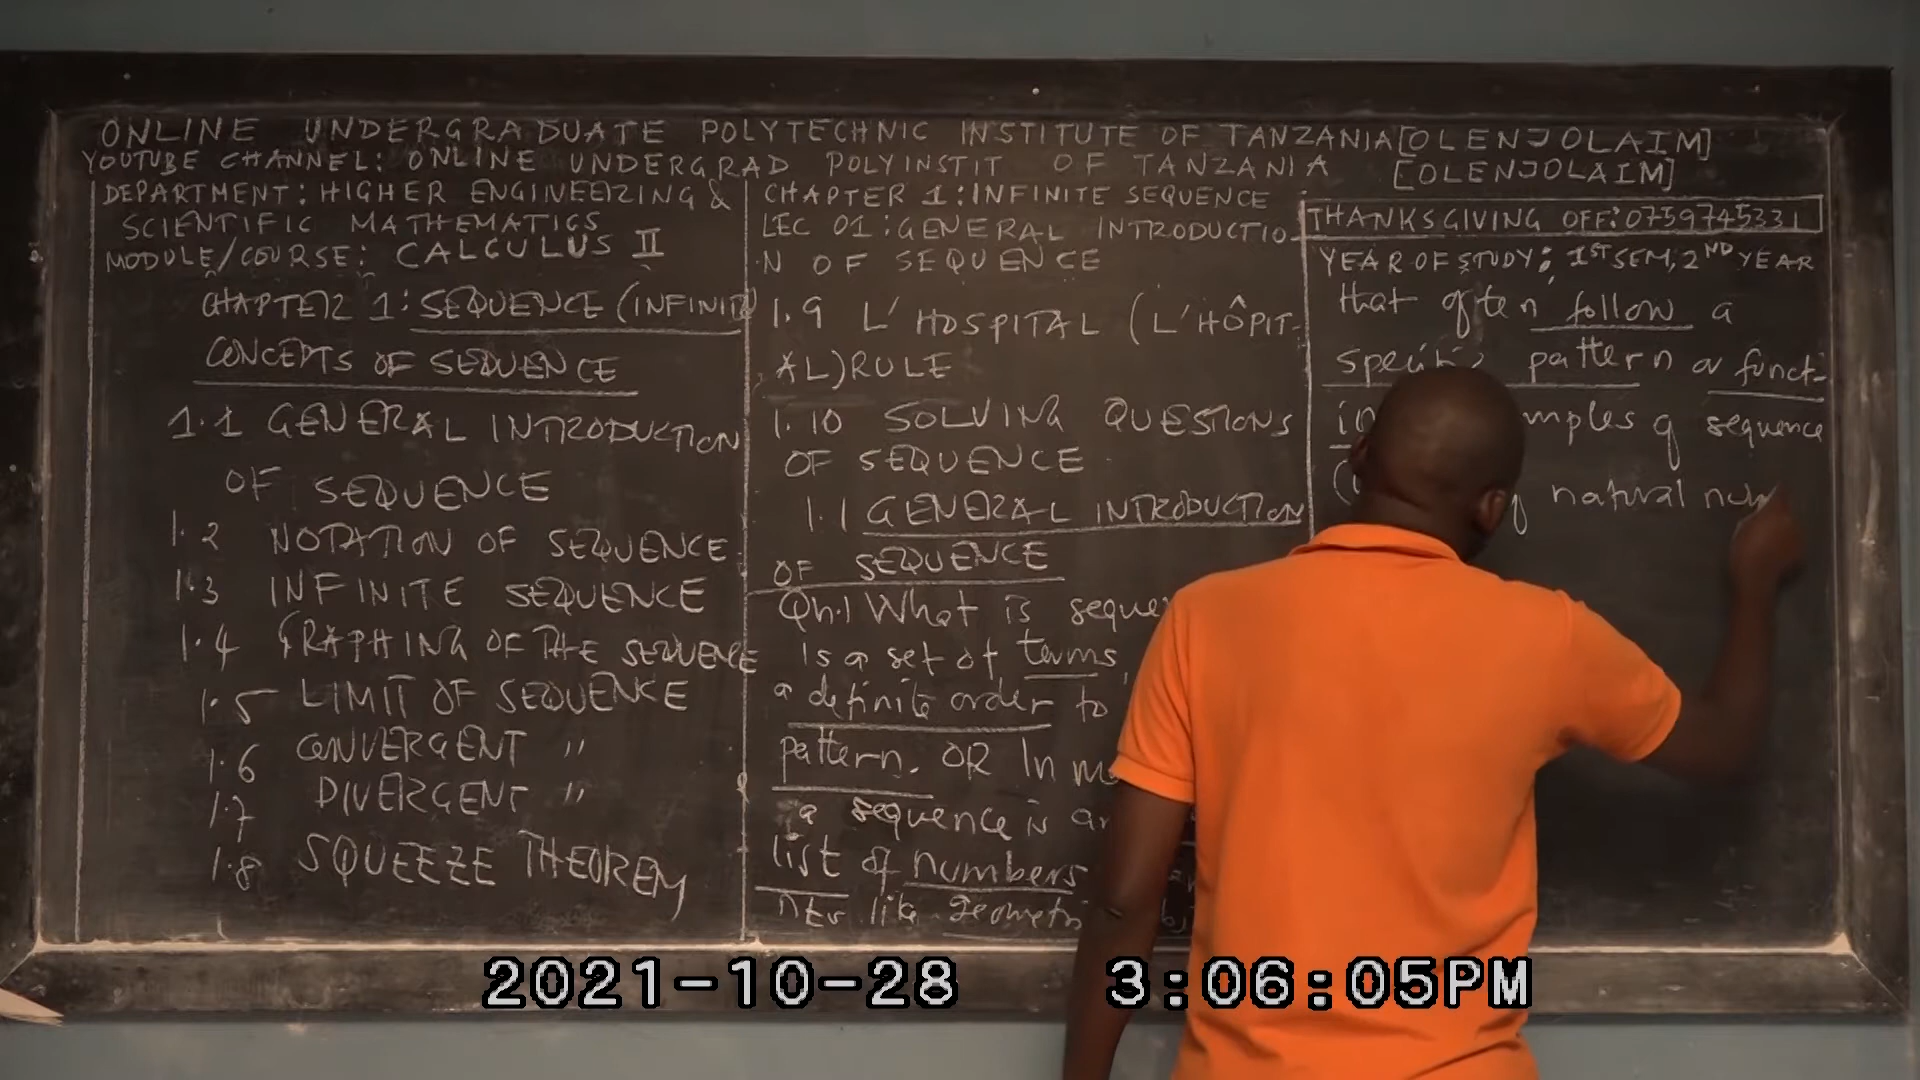 ONLINE UNDERGRADUATE POLYTECHNIC INSTITUTE OF TANZANIA[OLENJOLAIM]
YOUTUBE CHANNEL: ONLINE UNDERGRAD POLYINSTIT OF TANZANIA [OLENJOLAIM]
DEPARTMENT: HIGHER ENGINEERING &
SCIENTIFIC MATHEMATICS
MODULE/COURSE: CALCULUS II
CHAPTER 1: SEQUENCE (INFINITE)
CONCEPTS OF SEQUENCE
1.1 GENERAL INTRODUCTION
OF SEQUENCE
1.2 NOTATION OF SEQUENCE
1.3 INFINITE SEQUENCE
1.4 GRAPHING OF THE SEQUENCE
1.5 LIMIT OF SEQUENCE
1.6 CONVERGENT "
1.7 DIVERGENT "
1.8 SQUEEZE THEOREM
CHAPTER 1: INFINITE SEQUENCE
LEC 01: GENERAL INTRODUCTIO-
N OF SEQUENCE
1.9 L'HOSPITAL (L'HÔPIT-
AL) RULE
1.10 SOLVING QUESTIONS
OF SEQUENCE
1.1 GENERAL INTRODUCTION
OF SEQUENCE
Qn.1 What is seque
is a set of terms,
a definite order to
pattern. OR In m
a sequence is an
list of numbers
like geometri
THANKSGIVING OFF: 0759745331
YEAR OF STUDY: 1ST SEM, 2ND YEAR
that often follow a
specific pattern or funct-
mples of sequence
natural num
2021-10-28 3:06:05PM